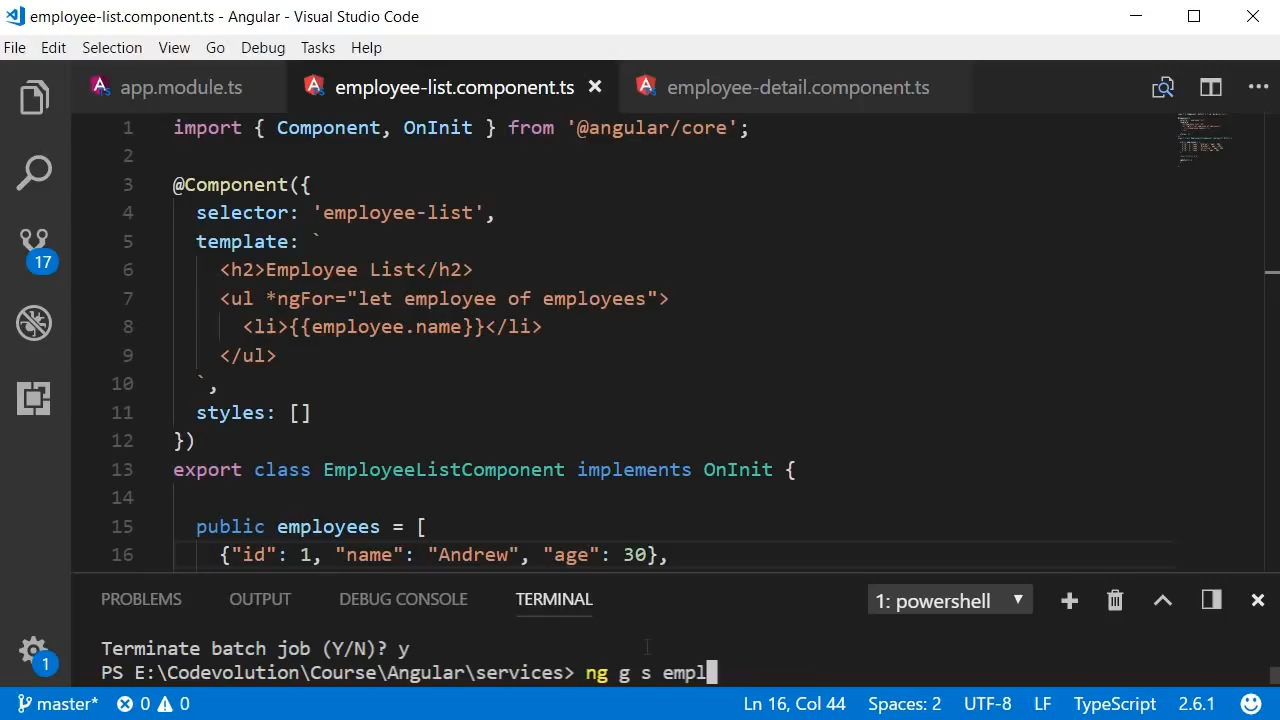 employee-list.component.ts - Angular - Visual Studio Code
File Edit Selection View Go Debug Tasks Help
app.module.ts employee-list.component.ts employee-detail.component.ts
1 import { Component, OnInit } from '@angular/core';
2
3 @Component({
4 selector: 'employee-list',
5 template: `
6 <h2>Employee List</h2>
7 <ul *ngFor="let employee of employees">
8 <li>{{employee.name}}</li>
9 </ul>
10 `,
11 styles: []
12 })
13 export class EmployeeListComponent implements OnInit {
14
15 public employees = [
16 {"id": 1, "name": "Andrew", "age": 30},
17
1
PROBLEMS OUTPUT DEBUG CONSOLE TERMINAL 1: powershell
Terminate batch job (Y/N)? y
PS E:\Codevolution\Course\Angular\services> ng g s empl
master* 0 0 Ln 16, Col 44 Spaces: 2 UTF-8 LF TypeScript 2.6.1